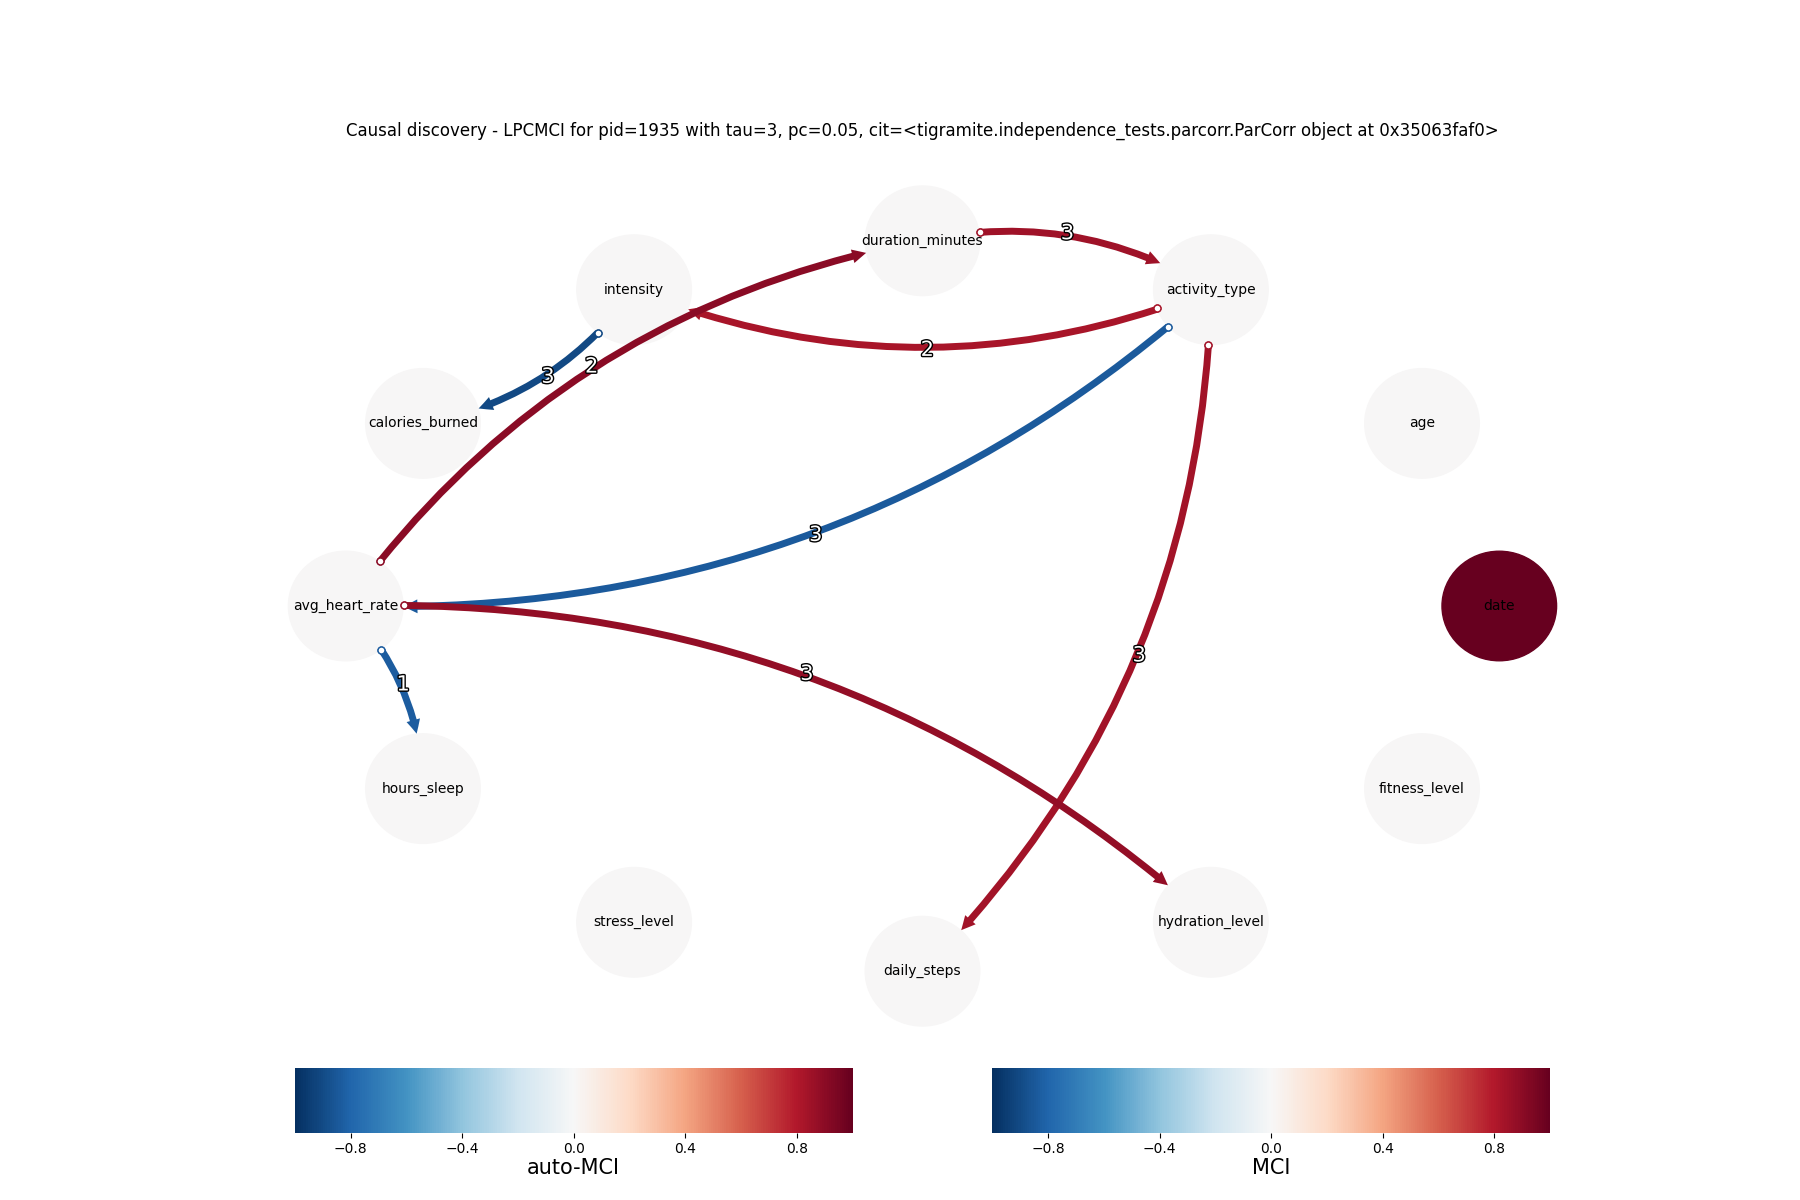 Causal discovery - LPCMCI for pid=1935 with tau=3, pc=0.05, cit=<tigramite.independence_tests.parcorr.ParCorr object at 0x35063faf0>
duration_minutes
3
intensity
activity_type
2
2
3
calories_burned
age
3
avg_heart_rate
date
3
3
1
hours_sleep
fitness_level
stress_level
hydration_level
daily_steps
−0.8 −0.4 0.0 0.4 0.8
auto-MCI
−0.8 −0.4 0.0 0.4 0.8
MCI